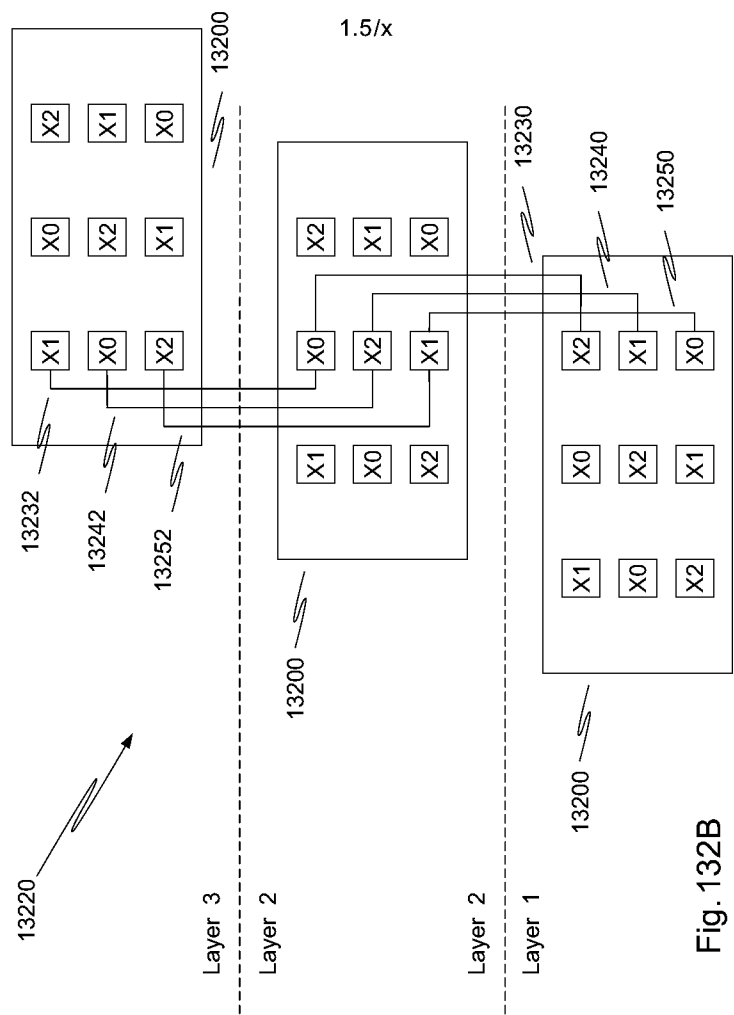 1.5/x
13220
13232
X1 X0 X2
13242
X0 X2 X1
13252
X2 X1 X0
Layer 3
13200
Layer 2
13200
X1 X0 X2
X0 X2 X1
X2 X1 X0
Layer 2
Layer 1
13230
13200
X1 X0 X2
13240
X0 X2 X1
13250
X2 X1 X0
Fig. 132B